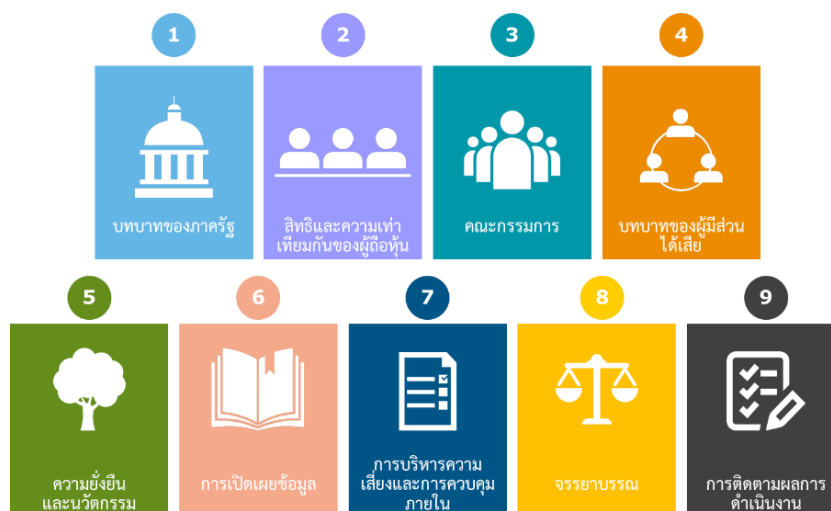 1
2
3
4
บทบาทของภาครัฐ
สิทธิและความเท่า
เทียมกันของผู้ถือหุ้น
คณะกรรมการ
บทบาทของผู้มีส่วน
ได้เสีย
5
6
7
8
9
ความยั่งยืน
และนวัตกรรม
การเปิดเผยข้อมูล
การบริหารความ
เสี่ยงและการควบคุม
ภายใน
จรรยาบรรณ
การติดตามผลการ
ดำเนินงาน